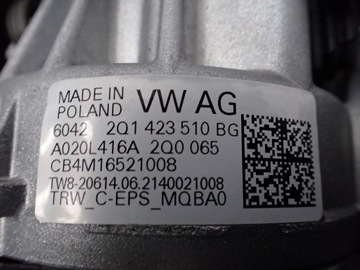 MADE IN
POLAND VW AG
6042 2Q1 423 510 BG
A020L416A 2Q0 065
CB4M16521008
TW8-20614.06.2140021008
TRW_C-EPS_MQBA0